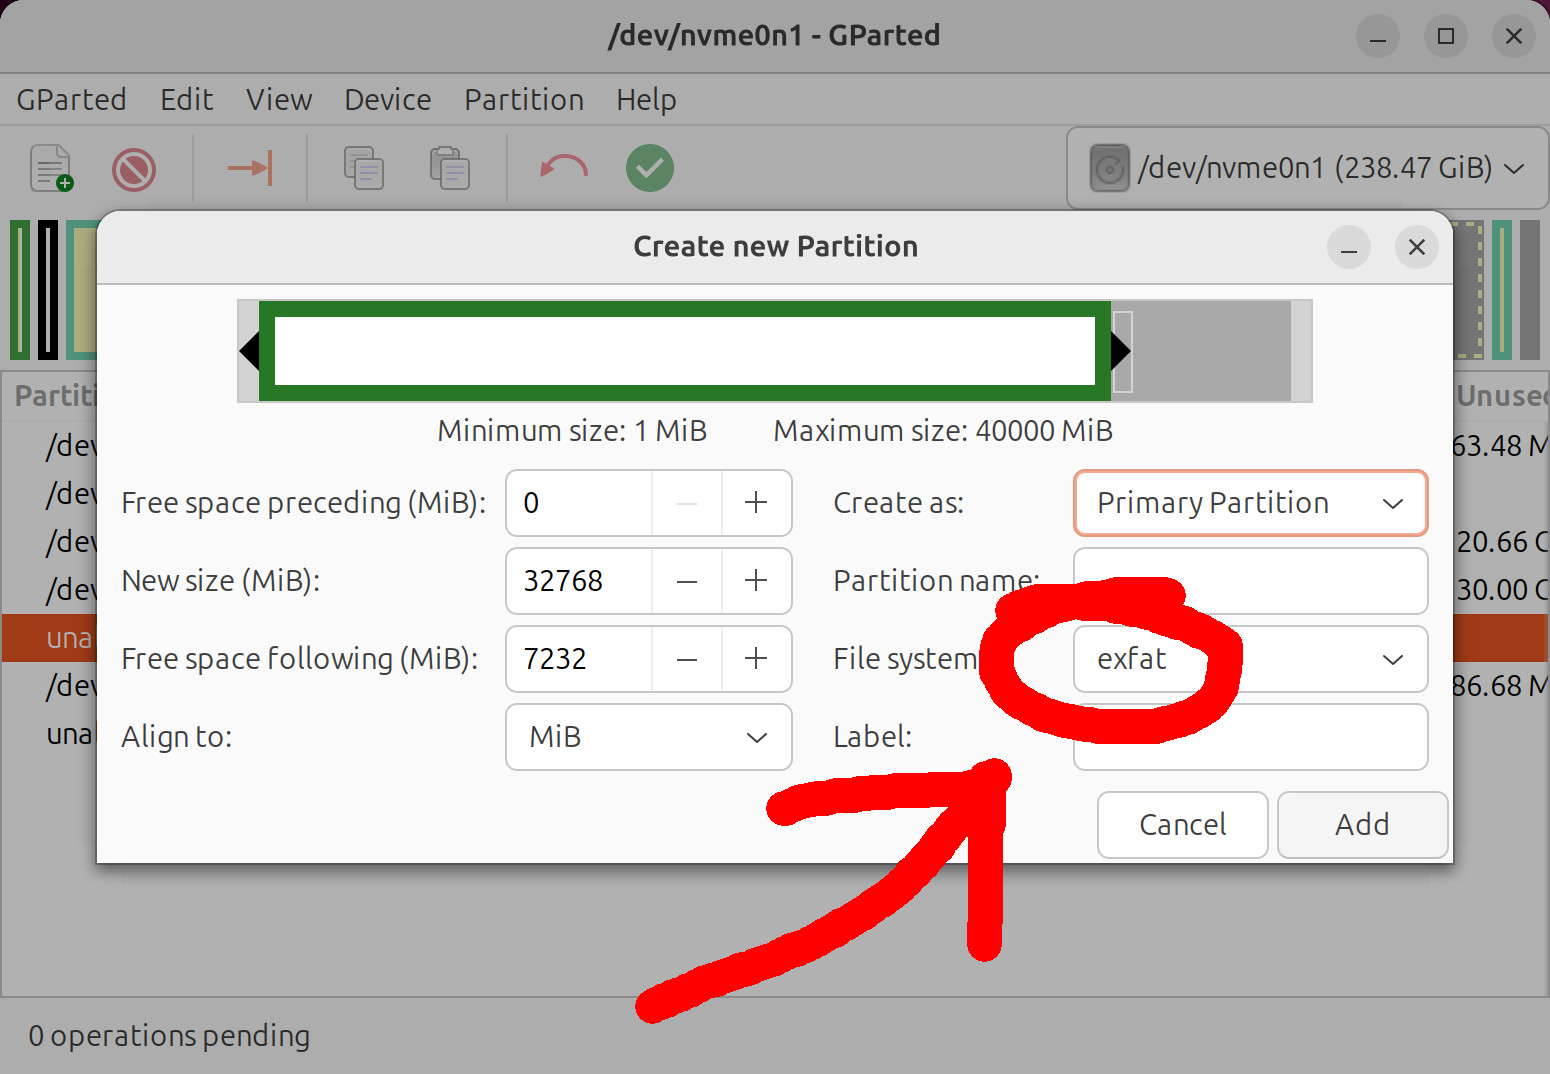 /dev/nvme0n1 - GParted
GParted Edit View Device Partition Help
/dev/nvme0n1 (238.47 GiB)
Create new Partition
Minimum size: 1 MiB Maximum size: 40000 MiB
Free space preceding (MiB): 0 Create as: Primary Partition
New size (MiB): 32768 Partition name:
Free space following (MiB): 7232 File system exfat
Align to: MiB Label:
Cancel Add
Partiti Unuse
/dev 63.48 M
/dev
/dev 20.66
/dev 30.00
una
/dev 86.68 M
unal
0 operations pending